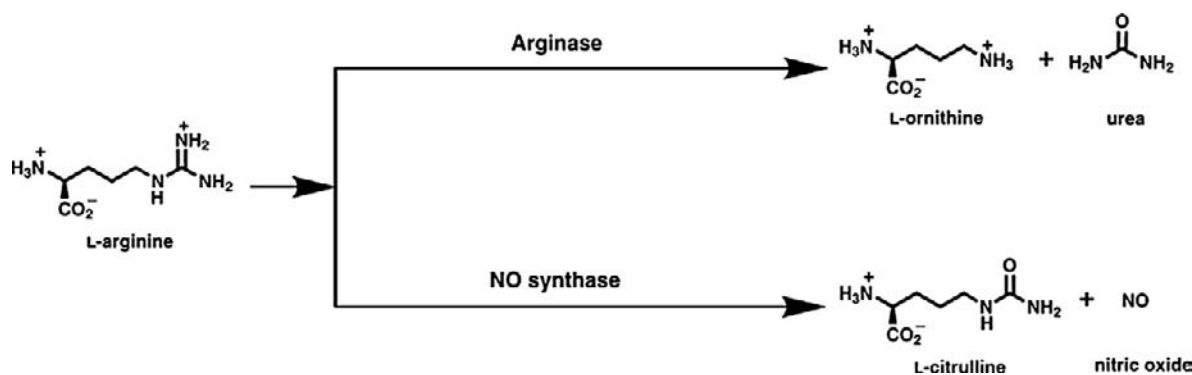 Arginase
H₃N⁺ CO₂⁻ NH₃⁺ + H₂N O NH₂
L-ornithine urea
H₃N⁺ CO₂⁻ N H NH₂⁺ NH₂
L-arginine
NO synthase
H₃N⁺ CO₂⁻ N H O NH₂ + NO
L-citrulline nitric oxide